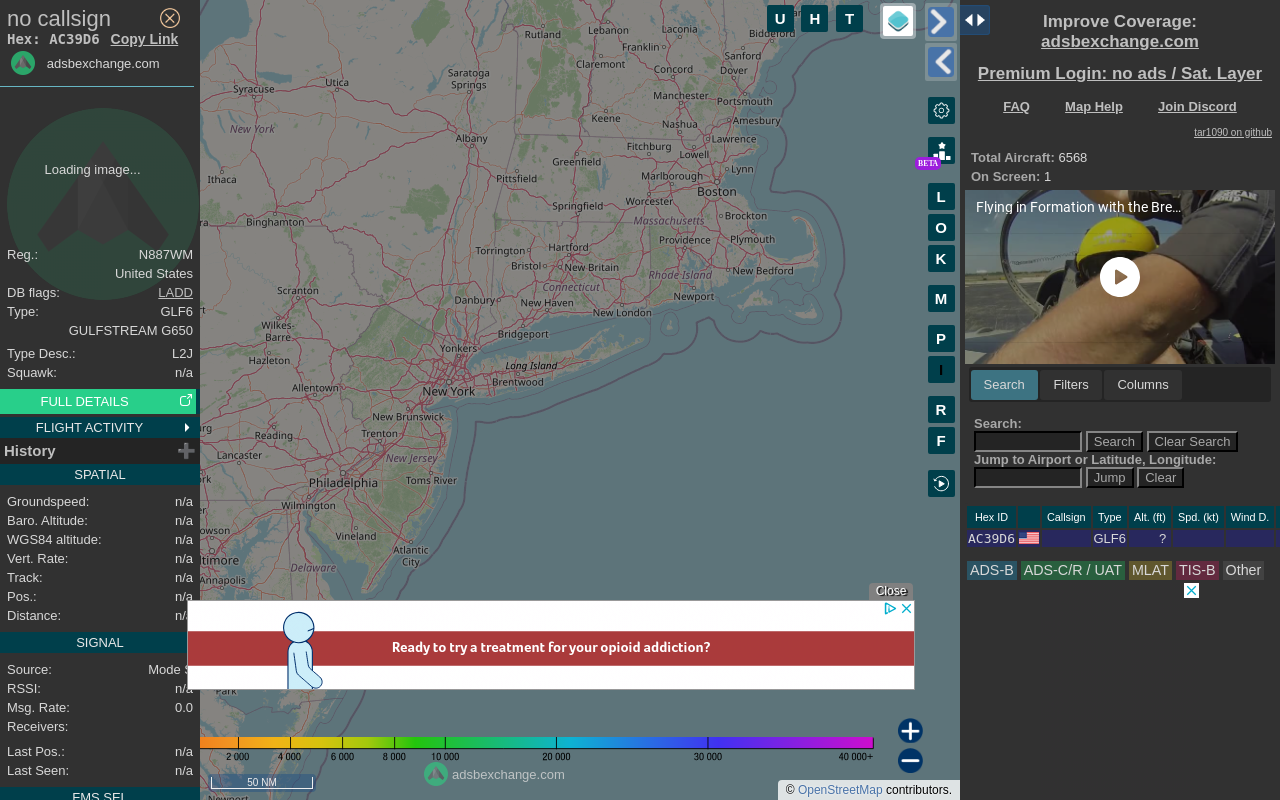 no callsign
Hex: AC39D6 Copy Link
adsbexchange.com
Loading image...
Reg.: N887WM
United States
DB flags: LADD
Type: GLF6
GULFSTREAM G650
Type Desc.: L2J
Squawk: n/a
FULL DETAILS
FLIGHT ACTIVITY
History
SPATIAL
Groundspeed: n/a
Baro. Altitude: n/a
WGS84 altitude: n/a
Vert. Rate: n/a
Track: n/a
Pos.: n/a
Distance: n/a
SIGNAL
Source: Mode S
RSSI: n/a
Msg. Rate: 0.0
Receivers:
Last Pos.: n/a
Last Seen: n/a
FMS SEL
U H T
L
O
K
M
P
I
R
F
BETA
Rutland
Lebanon
Laconia
Biddeford
Franklin
Sanford
Claremont
Concord
Dover
Saratoga
Springs
Utica
Syracuse
Manchester
Portsmouth
Keene
Nashua
Amesbury
New York
Albany
Lawrence
Fitchburg
Greenfield
Lowell
Lynn
Ithaca
Pittsfield
Marlborough
Boston
Worcester
Springfield
Massachusetts
Brockton
Binghamton
Torrington
Hartford
Providence
Plymouth
Bristol
New Britain
Rhode Island
New Bedford
Connecticut
Scranton
Danbury
New Haven
New London
Newport
Wilkes-
Barre
Bridgeport
Hazleton
Yonkers
Long Island
Allentown
New York
Brentwood
New Brunswick
Reading
Trenton
Lancaster
New Jersey
Philadelphia
Toms River
Wilmington
Vineland
Atlantic
City
Annapolis
Delaware
Park
Newport
Close
Ready to try a treatment for your opioid addiction?
2 000 4 000 6 000 8 000 10 000 20 000 30 000 40 000+
50 NM
adsbexchange.com
© OpenStreetMap contributors.
Improve Coverage:
adsbexchange.com
Premium Login: no ads / Sat. Layer
FAQ Map Help Join Discord
tar1090 on github
Total Aircraft: 6568
On Screen: 1
Flying in Formation with the Bre...
Search Filters Columns
Search:
Search Clear Search
Jump to Airport or Latitude, Longitude:
Jump Clear
Hex ID Callsign Type Alt. (ft) Spd. (kt) Wind D.
AC39D6 GLF6 ?
ADS-B ADS-C/R / UAT MLAT TIS-B Other